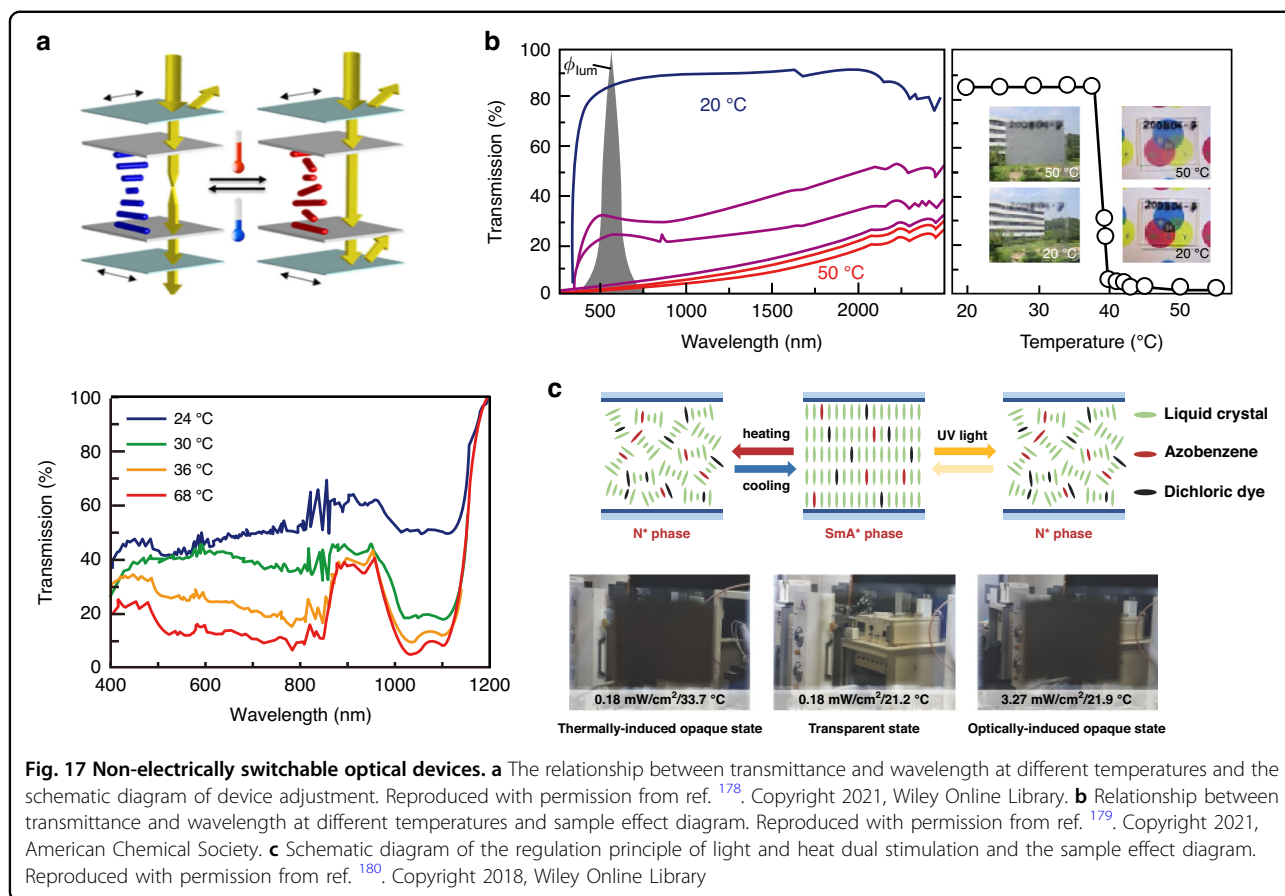 a
b
100
80
60
40
20
0
Transmission (%)
ϕlum
20 °C
50 °C
500
1000
1500
2000
Wavelength (nm)
50 °C
50 °C
20 °C
20 °C
20
30
40
50
Temperature (°C)
100
80
60
40
20
0
Transmission (%)
24 °C
30 °C
36 °C
68 °C
400
600
800
1000
1200
Wavelength (nm)
c
heating
cooling
UV light
Liquid crystal
Azobenzene
Dichloric dye
N* phase
SmA* phase
N* phase
0.18 mW/cm²/33.7 °C
0.18 mW/cm²/21.2 °C
3.27 mW/cm²/21.9 °C
Thermally-induced opaque state
Transparent state
Optically-induced opaque state
Fig. 17 Non-electrically switchable optical devices. a The relationship between transmittance and wavelength at different temperatures and the
schematic diagram of device adjustment. Reproduced with permission from ref. 178. Copyright 2021, Wiley Online Library. b Relationship between
transmittance and wavelength at different temperatures and sample effect diagram. Reproduced with permission from ref. 179. Copyright 2021,
American Chemical Society. c Schematic diagram of the regulation principle of light and heat dual stimulation and the sample effect diagram.
Reproduced with permission from ref. 180. Copyright 2018, Wiley Online Library